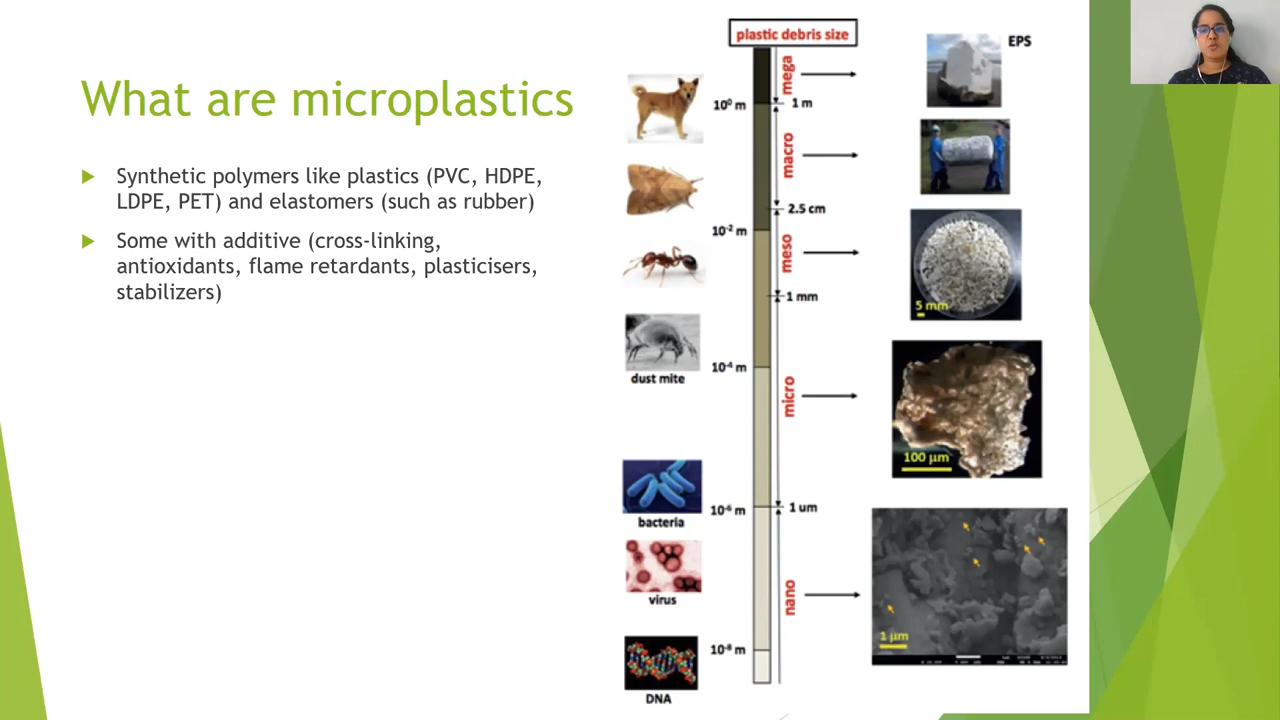 What are microplastics
Synthetic polymers like plastics (PVC, HDPE,
LDPE, PET) and elastomers (such as rubber)
Some with additive (cross-linking,
antioxidants, flame retardants, plasticisers,
stabilizers)
plastic debris size
EPS
mega
10⁰ m
1 m
macro
2.5 cm
10⁻² m
meso
5 mm
1 mm
10⁻⁴ m
dust mite
micro
100 µm
10⁻⁶ m
1 um
bacteria
virus
nano
1 µm
10⁻⁸ m
DNA